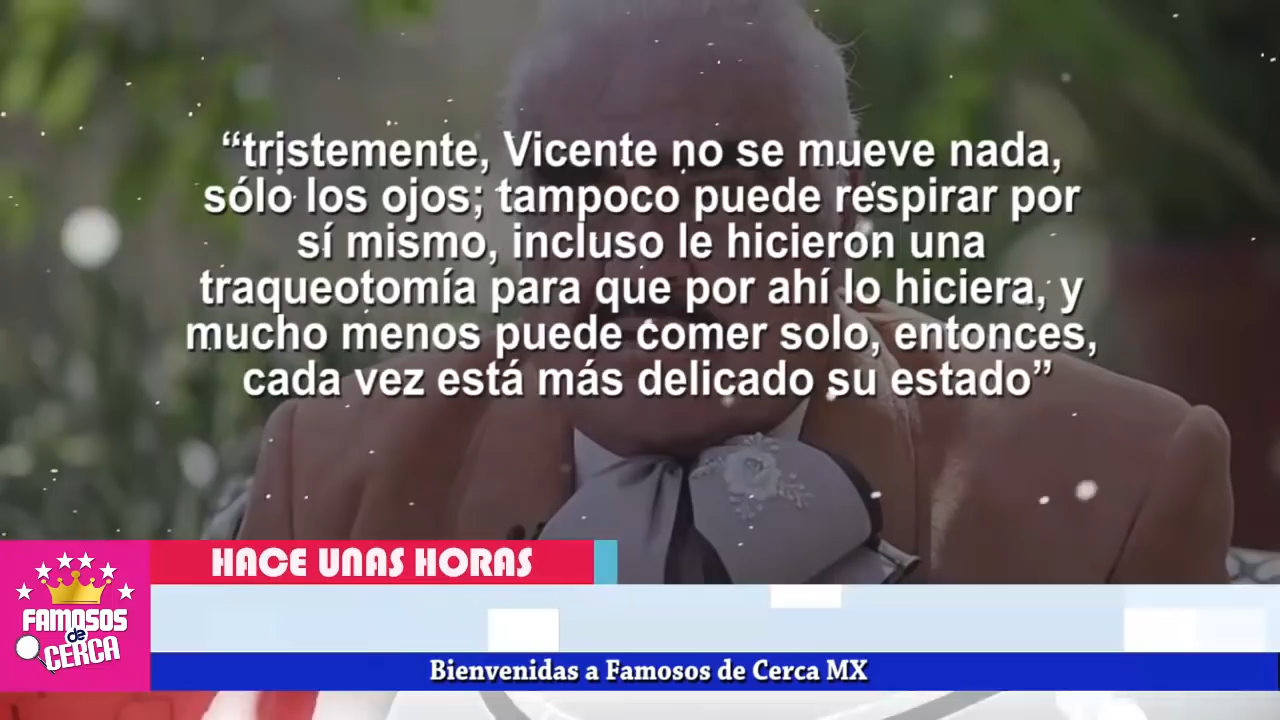 “tristemente, Vicente no se mueve nada,
sólo los ojos; tampoco puede respirar por
sí mismo, incluso le hicieron una
traqueotomía para que por ahí lo hiciera, y
mucho menos puede comer solo, entonces,
cada vez está más delicado su estado”
HACE UNAS HORAS
FAMOSOS
de
CERCA
Bienvenidas a Famosos de Cerca MX